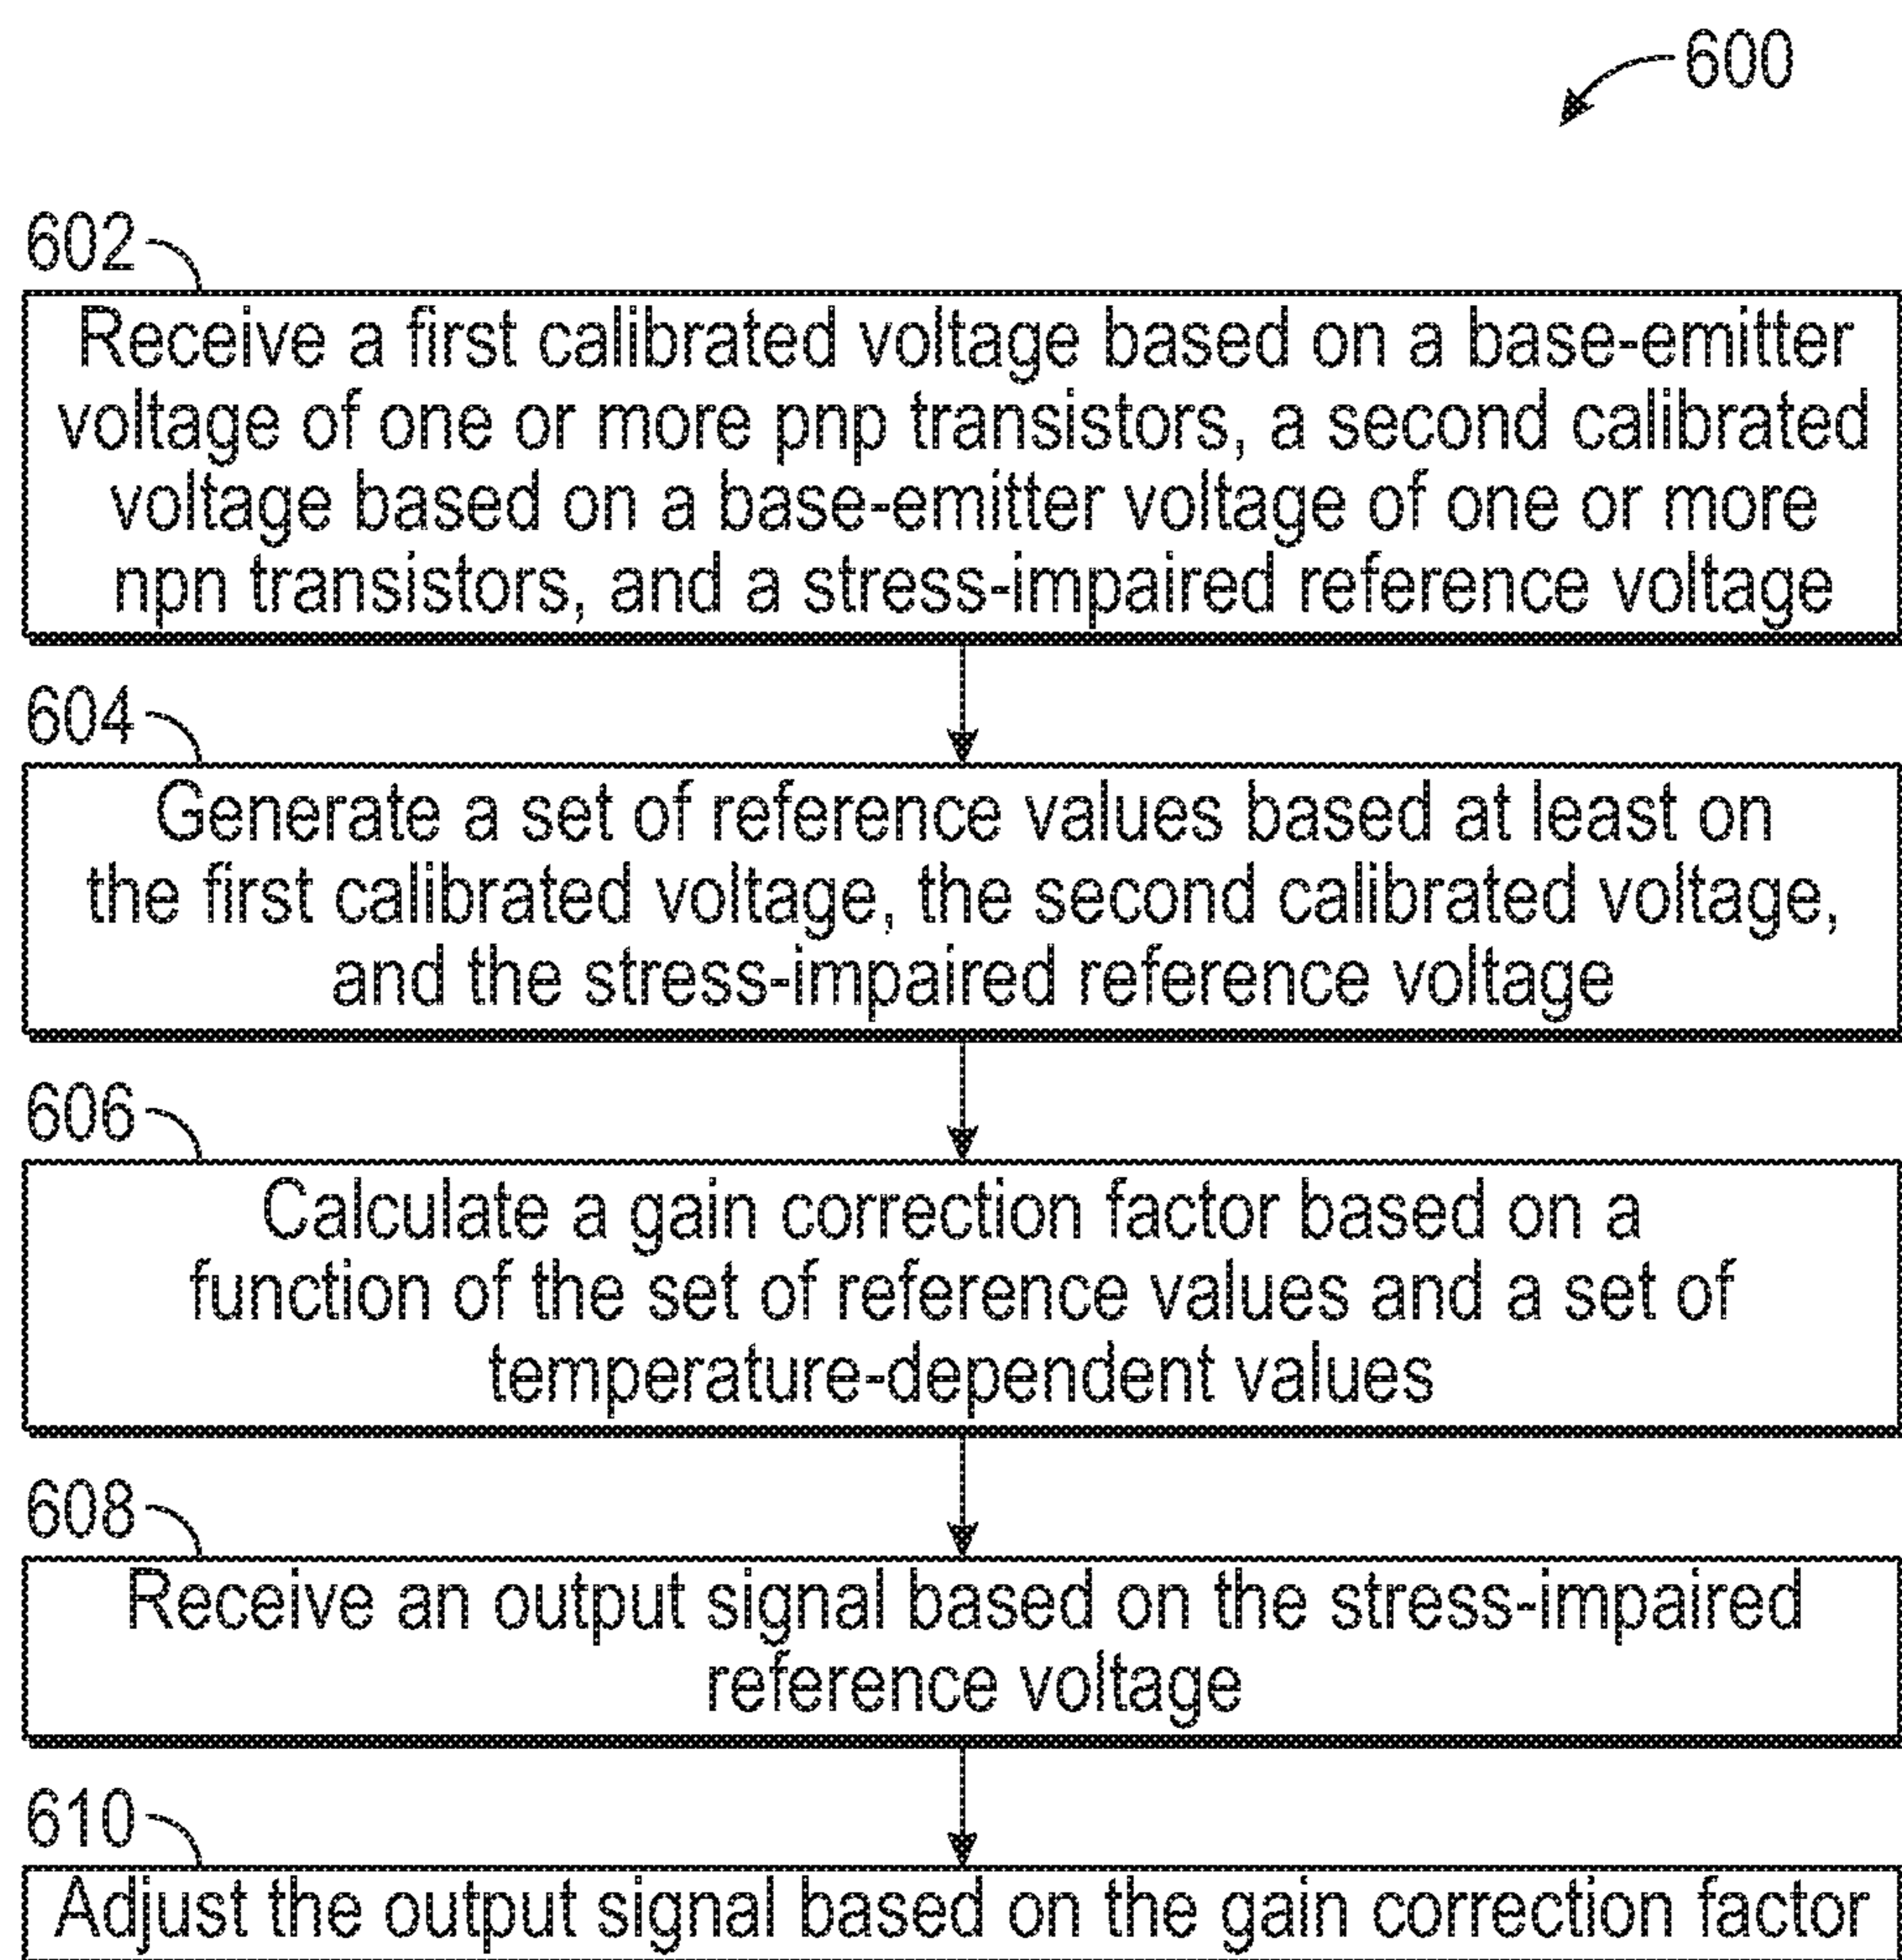 600
602
Receive a first calibrated voltage based on a base-emitter
voltage of one or more pnp transistors, a second calibrated
voltage based on a base-emitter voltage of one or more
npn transistors, and a stress-impaired reference voltage
604
Generate a set of reference values based at least on
the first calibrated voltage, the second calibrated voltage,
and the stress-impaired reference voltage
606
Calculate a gain correction factor based on a
function of the set of reference values and a set of
temperature-dependent values
608
Receive an output signal based on the stress-impaired
reference voltage
610
Adjust the output signal based on the gain correction factor